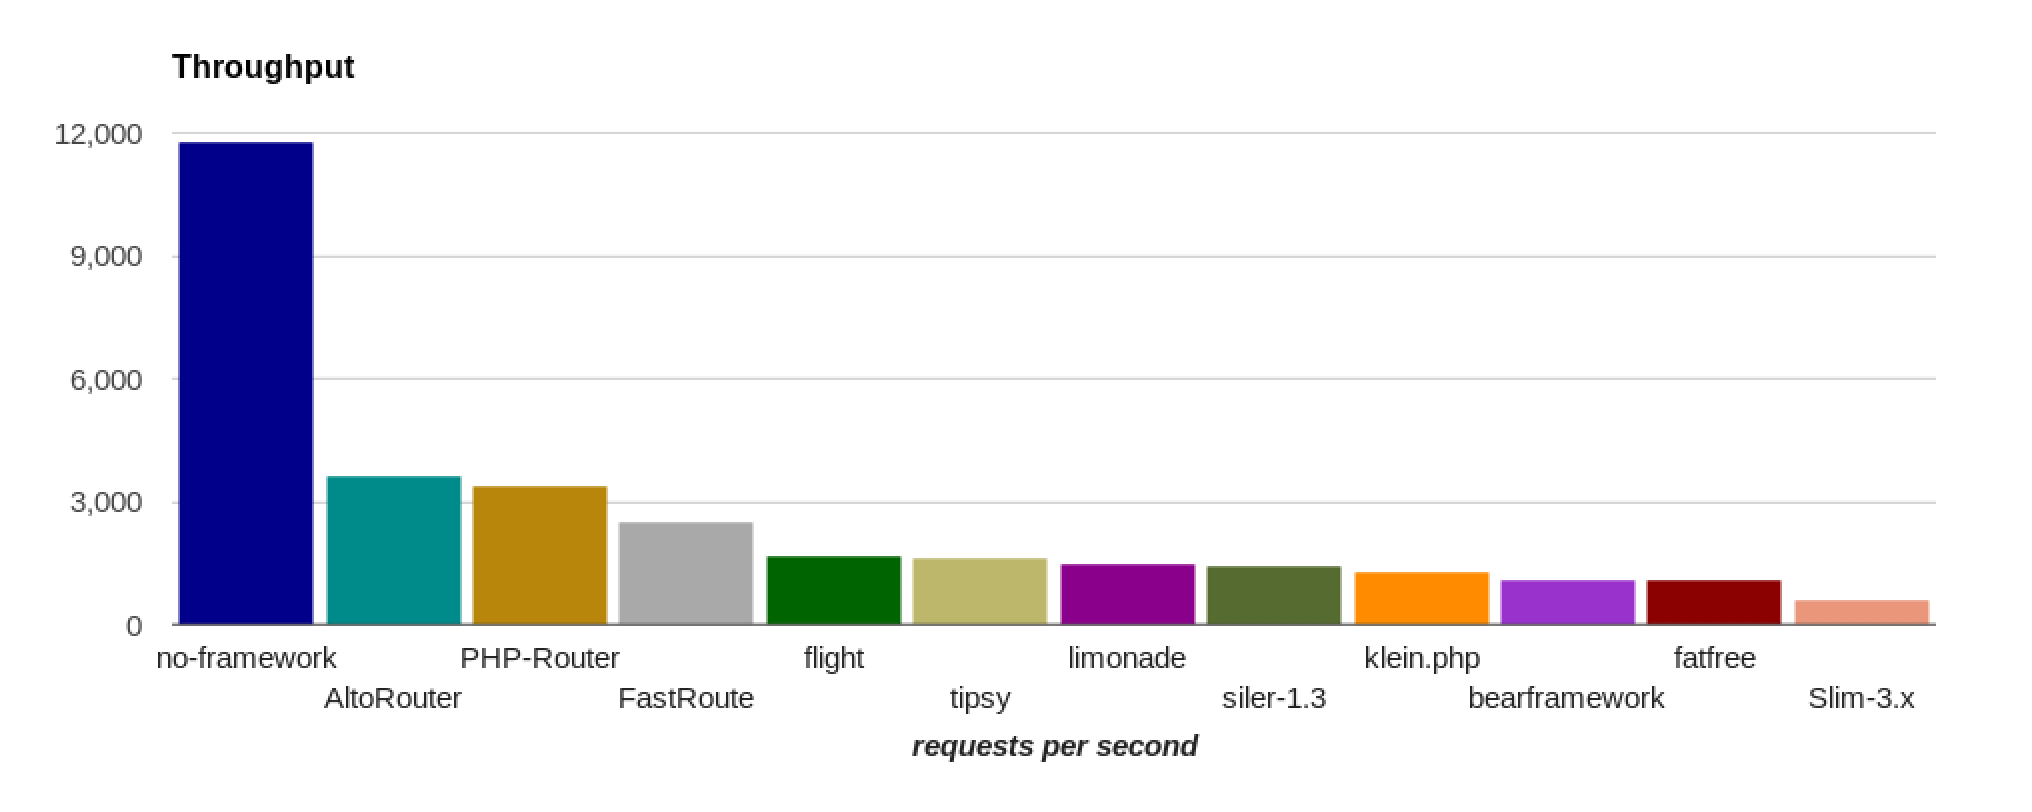 Throughput
12,000
9,000
6,000
3,000
0
no-framework PHP-Router flight limonade klein.php fatfree
AltoRouter FastRoute tipsy siler-1.3 bearframework Slim-3.x
requests per second